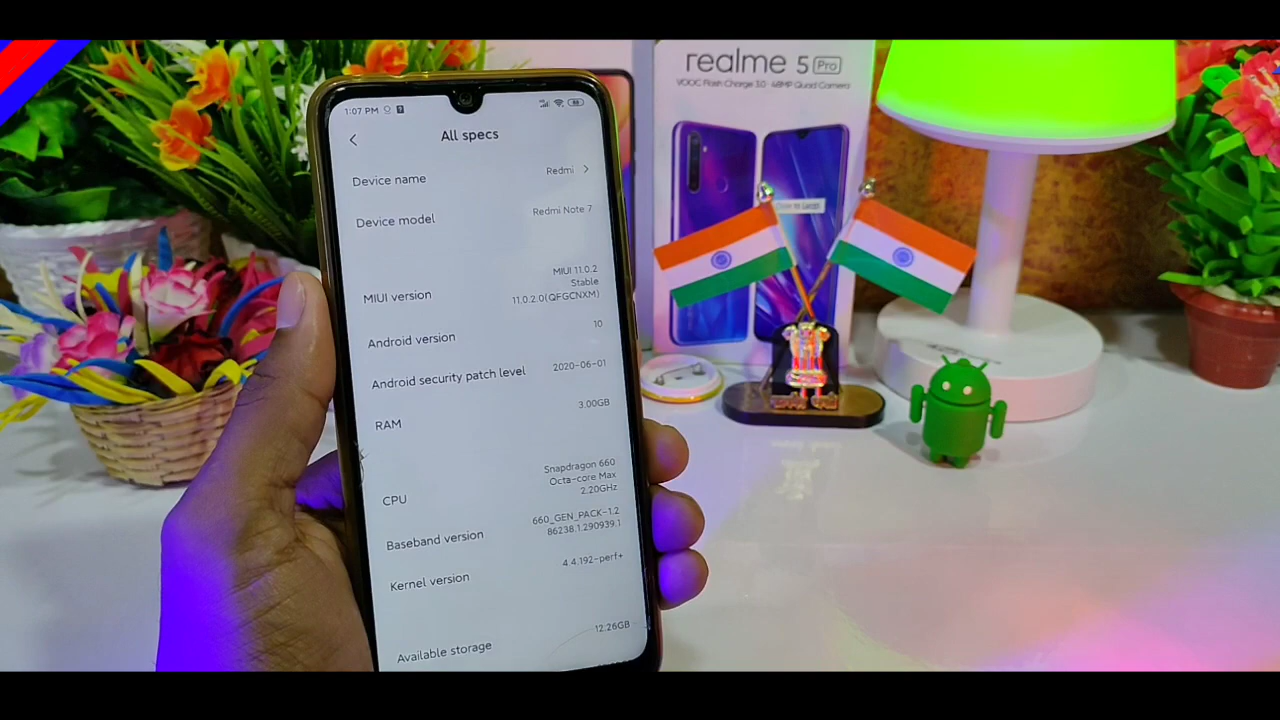 1:07 PM
All specs
Device name Redmi
Device model Redmi Note 7
MIUI version MIUI 11.0.2
Stable
11.0.2.0(QFGCNXM)
Android version 10
Android security patch level 2020-06-01
RAM 3.00GB
CPU Snapdragon 660
Octa-core Max
2.20GHz
Baseband version 660_GEN_PACK-1.2
86238.1.290939.1
Kernel version 4.4.192-perf+
Available storage 12.26GB
realme 5 Pro
VOOC Flash Charge 3.0 48MP Quad Camera